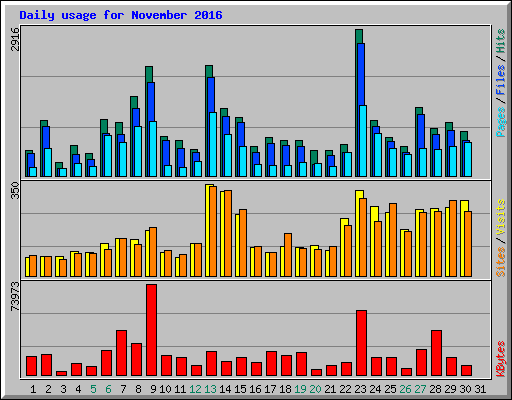 Daily usage for November 2016
2916
Pages / Files / Hits
350
Sites / Visits
73973
KBytes
1 2 3 4 5 6 7 8 9 10 11 12 13 14 15 16 17 18 19 20 21 22 23 24 25 26 27 28 29 30 31